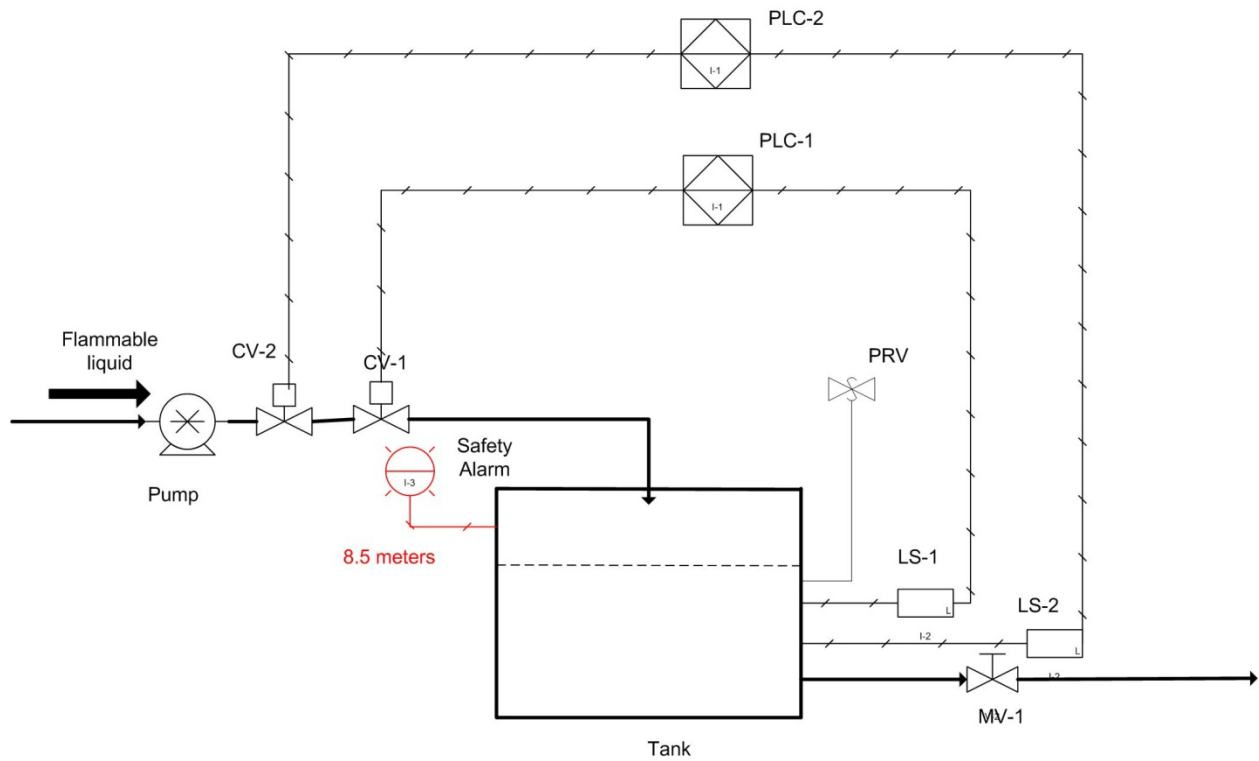 PLC-2
I-1
PLC-1
I-1
Flammable
liquid
CV-2
CV-1
PRV
Safety
Alarm
I-3
Pump
8.5 meters
LS-1
L
LS-2
I-2
L
I-2
MV-1
Tank